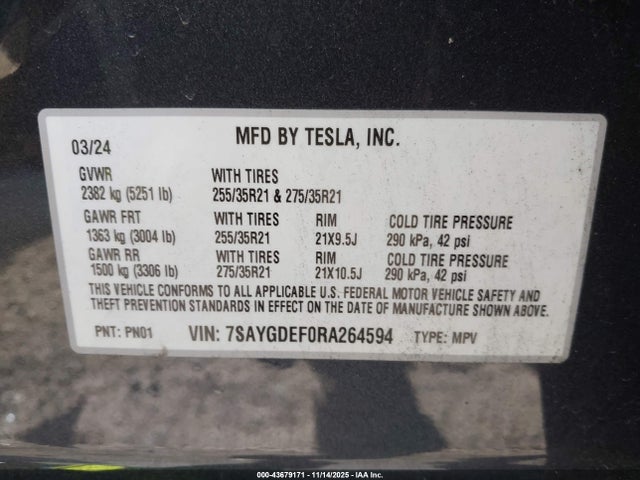 MFD BY TESLA, INC.
03/24
GVWR WITH TIRES
2382 kg (5251 lb) 255/35R21 & 275/35R21
GAWR FRT WITH TIRES RIM COLD TIRE PRESSURE
1363 kg (3004 lb) 255/35R21 21X9.5J 290 kPa, 42 psi
GAWR RR WITH TIRES RIM COLD TIRE PRESSURE
1500 kg (3306 lb) 275/35R21 21X10.5J 290 kPa, 42 psi
THIS VEHICLE CONFORMS TO ALL APPLICABLE U.S. FEDERAL MOTOR VEHICLE SAFETY AND
THEFT PREVENTION STANDARDS IN EFFECT ON THE DATE OF MANUFACTURE SHOWN ABOVE.
PNT: PN01 VIN: 7SAYGDEF0RA264594 TYPE: MPV
000-43679171 - 11/14/2025 - IAA Inc.